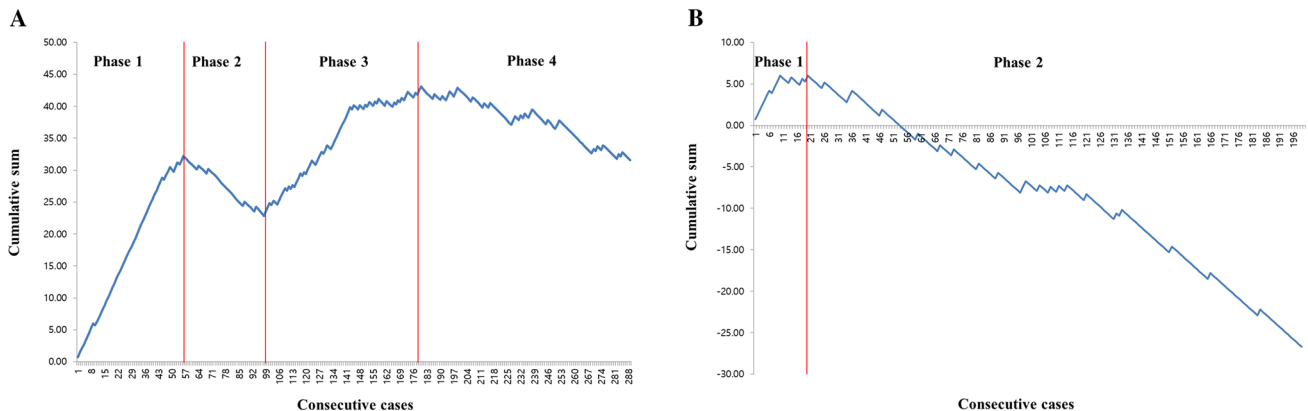 A
Phase 1 Phase 2 Phase 3 Phase 4
50.00
45.00
40.00
35.00
30.00
25.00
20.00
15.00
10.00
5.00
0.00
Cumulative sum
1 8 15 22 29 36 43 50 57 64 71 78 85 92 99 106 113 120 127 134 141 148 155 162 169 176 183 190 197 204 211 218 225 232 239 246 253 260 267 274 281 288
Consecutive cases
B
Phase 1 Phase 2
10.00
5.00
0.00
-5.00
-10.00
-15.00
-20.00
-25.00
-30.00
Cumulative sum
1 6 11 16 21 26 31 36 41 46 51 56 61 66 71 76 81 86 91 96 101 106 111 116 121 126 131 136 141 146 151 156 161 166 171 176 181 186 191 196
Consecutive cases